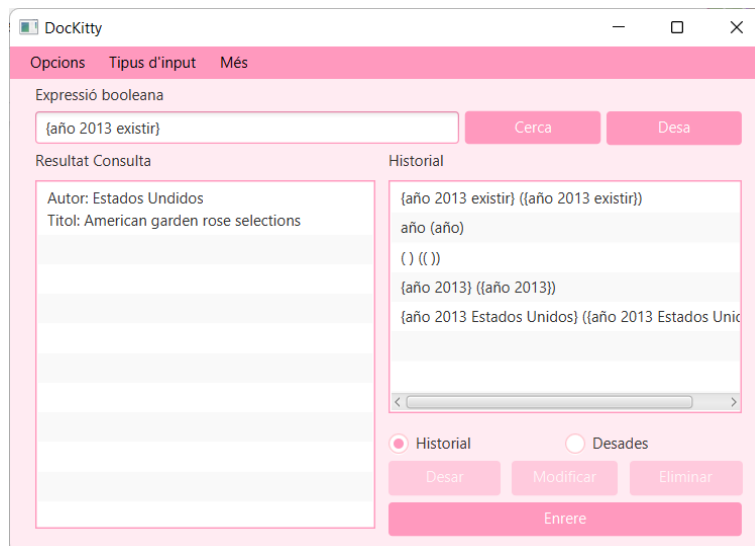 DocKitty
Opcions Tipus d'input Més
Expressió booleana
{año 2013 existir} Cerca Desa
Resultat Consulta
Autor: Estados Undidos
Titol: American garden rose selections
Historial
{año 2013 existir} ({año 2013 existir})
año (año)
( ) (( ))
{año 2013} ({año 2013})
{año 2013 Estados Unidos} ({año 2013 Estados Unid
Historial Desades
Desar Modificar Eliminar
Enrere